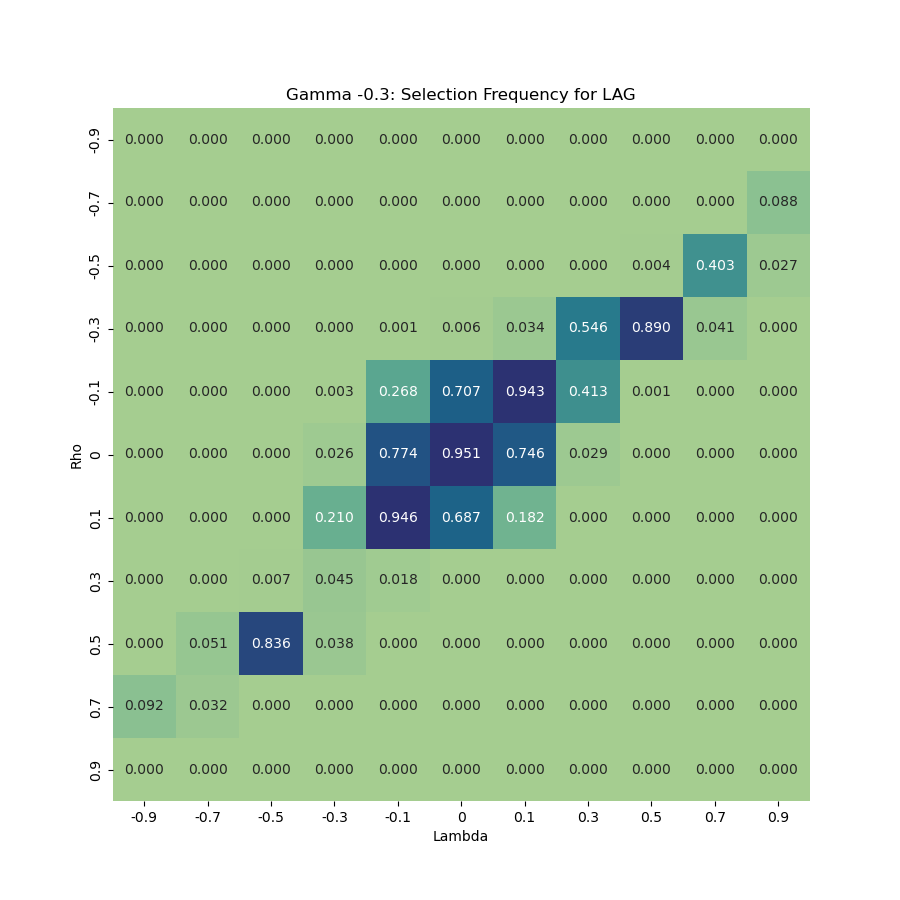 Gamma -0.3: Selection Frequency for LAG
-0.9 0.000 0.000 0.000 0.000 0.000 0.000 0.000 0.000 0.000 0.000 0.000
-0.7 0.000 0.000 0.000 0.000 0.000 0.000 0.000 0.000 0.000 0.000 0.088
-0.5 0.000 0.000 0.000 0.000 0.000 0.000 0.000 0.000 0.004 0.403 0.027
-0.3 0.000 0.000 0.000 0.000 0.001 0.006 0.034 0.546 0.890 0.041 0.000
-0.1 0.000 0.000 0.000 0.003 0.268 0.707 0.943 0.413 0.001 0.000 0.000
Rho
0 0.000 0.000 0.000 0.026 0.774 0.951 0.746 0.029 0.000 0.000 0.000
0.1 0.000 0.000 0.000 0.210 0.946 0.687 0.182 0.000 0.000 0.000 0.000
0.3 0.000 0.000 0.007 0.045 0.018 0.000 0.000 0.000 0.000 0.000 0.000
0.5 0.000 0.051 0.836 0.038 0.000 0.000 0.000 0.000 0.000 0.000 0.000
0.7 0.092 0.032 0.000 0.000 0.000 0.000 0.000 0.000 0.000 0.000 0.000
0.9 0.000 0.000 0.000 0.000 0.000 0.000 0.000 0.000 0.000 0.000 0.000
-0.9 -0.7 -0.5 -0.3 -0.1 0 0.1 0.3 0.5 0.7 0.9
Lambda